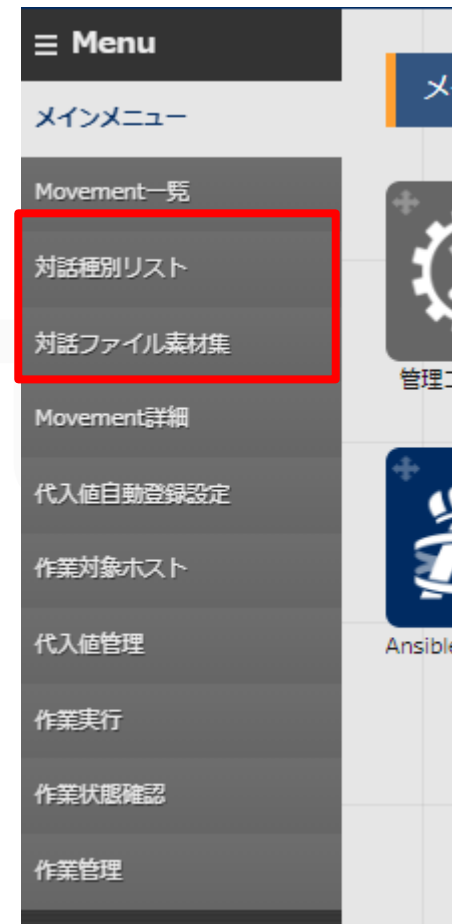 ≡ Menu
メインメニュー
Movement一覧
対話種別リスト
対話ファイル素材集
Movement詳細
代入値自動登録設定
作業対象ホスト
代入値管理
作業実行
作業状態確認
作業管理
メ
管理コ
Ansible